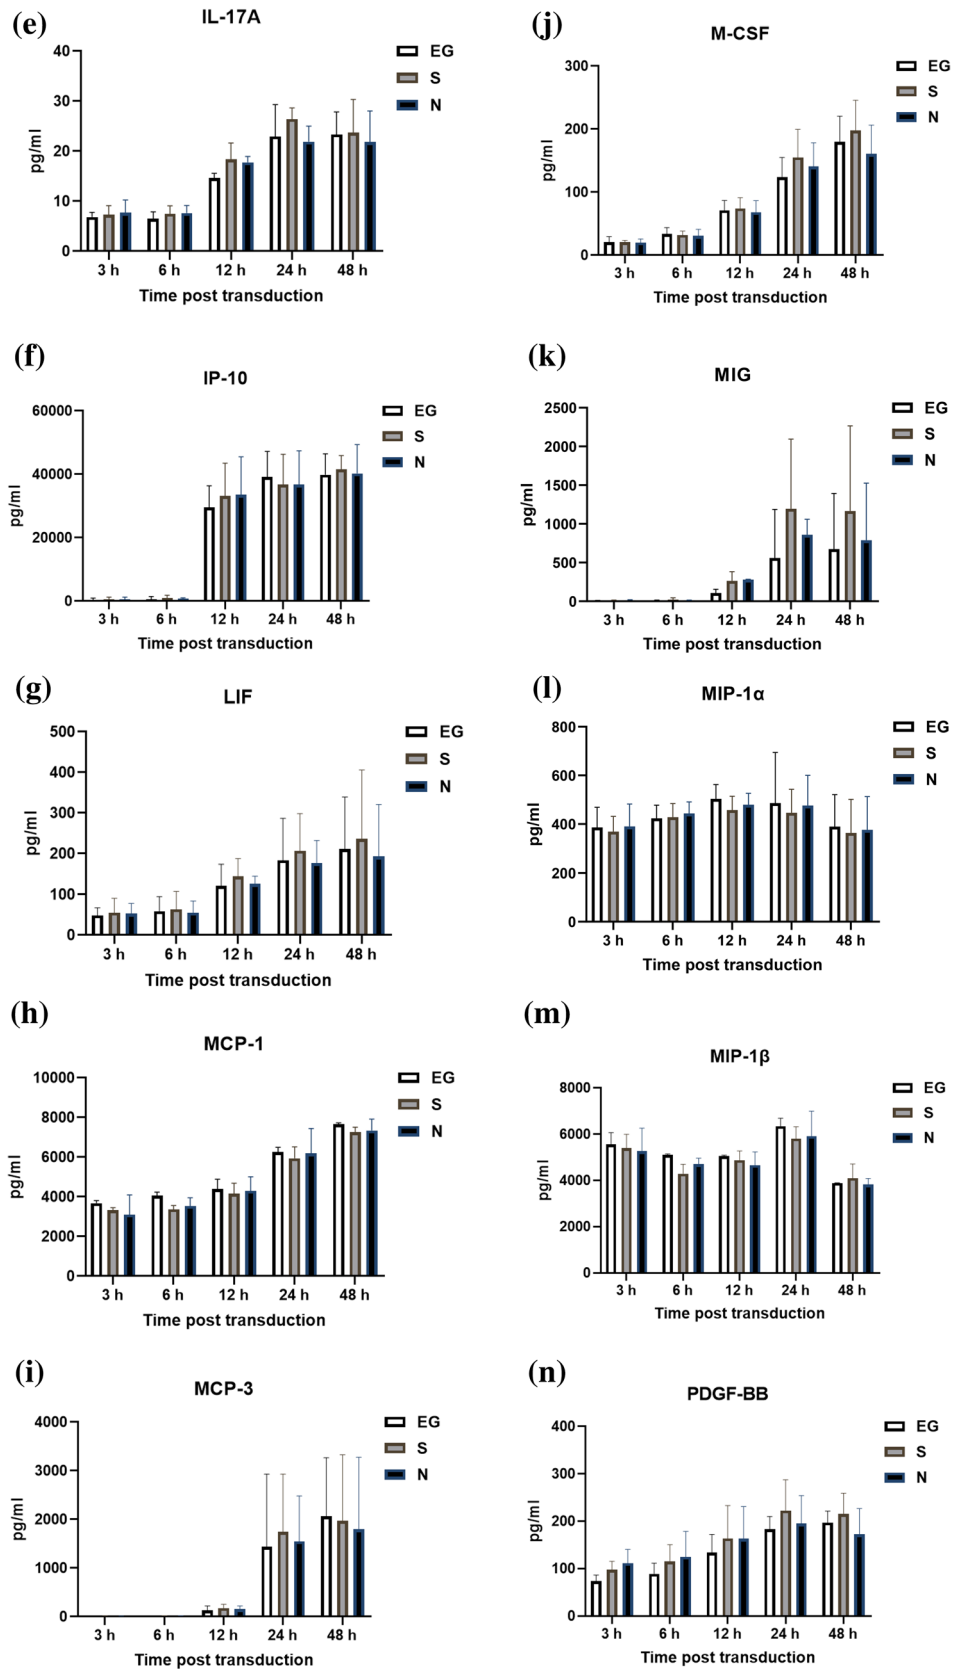 (e)
IL-17A
EG
S
N
40
30
20
10
0
pg/ml
3 h 6 h 12 h 24 h 48 h
Time post transduction
(j)
M-CSF
EG
S
N
300
200
100
0
pg/ml
3 h 6 h 12 h 24 h 48 h
Time post transduction
(f)
IP-10
EG
S
N
60000
40000
20000
0
pg/ml
3 h 6 h 12 h 24 h 48 h
Time post transduction
(k)
MIG
EG
S
N
2500
2000
1500
1000
500
0
pg/ml
3 h 6 h 12 h 24 h 48 h
Time post transduction
(g)
LIF
EG
S
N
500
400
300
200
100
0
pg/ml
3 h 6 h 12 h 24 h 48 h
Time post transduction
(l)
MIP-1α
EG
S
N
800
600
400
200
0
pg/ml
3 h 6 h 12 h 24 h 48 h
Time post transduction
(h)
MCP-1
EG
S
N
10000
8000
6000
4000
2000
0
pg/ml
3 h 6 h 12 h 24 h 48 h
Time post transduction
(m)
MIP-1β
EG
S
N
8000
6000
4000
2000
0
pg/ml
3 h 6 h 12 h 24 h 48 h
Time post transduction
(i)
MCP-3
EG
S
N
4000
3000
2000
1000
0
pg/ml
3 h 6 h 12 h 24 h 48 h
Time post transduction
(n)
PDGF-BB
EG
S
N
400
300
200
100
0
pg/ml
3 h 6 h 12 h 24 h 48 h
Time post transduction